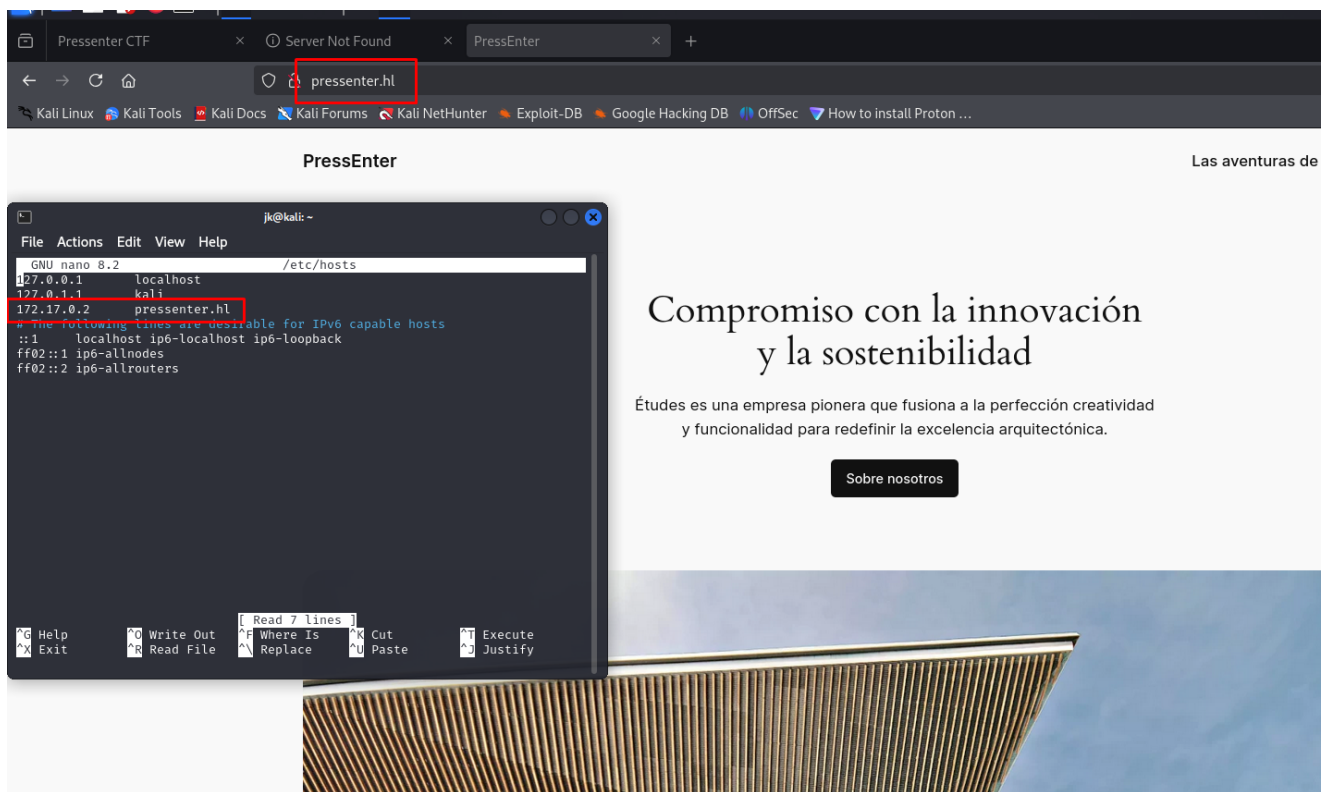 Pressenter CTF
Server Not Found
PressEnter
pressenter.hl
Kali Linux Kali Tools Kali Docs Kali Forums Kali NetHunter Exploit-DB Google Hacking DB OffSec How to install Proton ...
PressEnter
Las aventuras de
jk@kali: ~
File Actions Edit View Help
GNU nano 8.2 /etc/hosts
127.0.0.1 localhost
127.0.1.1 kali
172.17.0.2 pressenter.hl
# The following lines are desirable for IPv6 capable hosts
::1 localhost ip6-localhost ip6-loopback
ff02::1 ip6-allnodes
ff02::2 ip6-allrouters
[ Read 7 lines ]
^G Help ^O Write Out ^F Where Is ^K Cut ^T Execute
^X Exit ^R Read File ^\ Replace ^U Paste ^J Justify
Compromiso con la innovación
y la sostenibilidad
Études es una empresa pionera que fusiona a la perfección creatividad
y funcionalidad para redefinir la excelencia arquitectónica.
Sobre nosotros